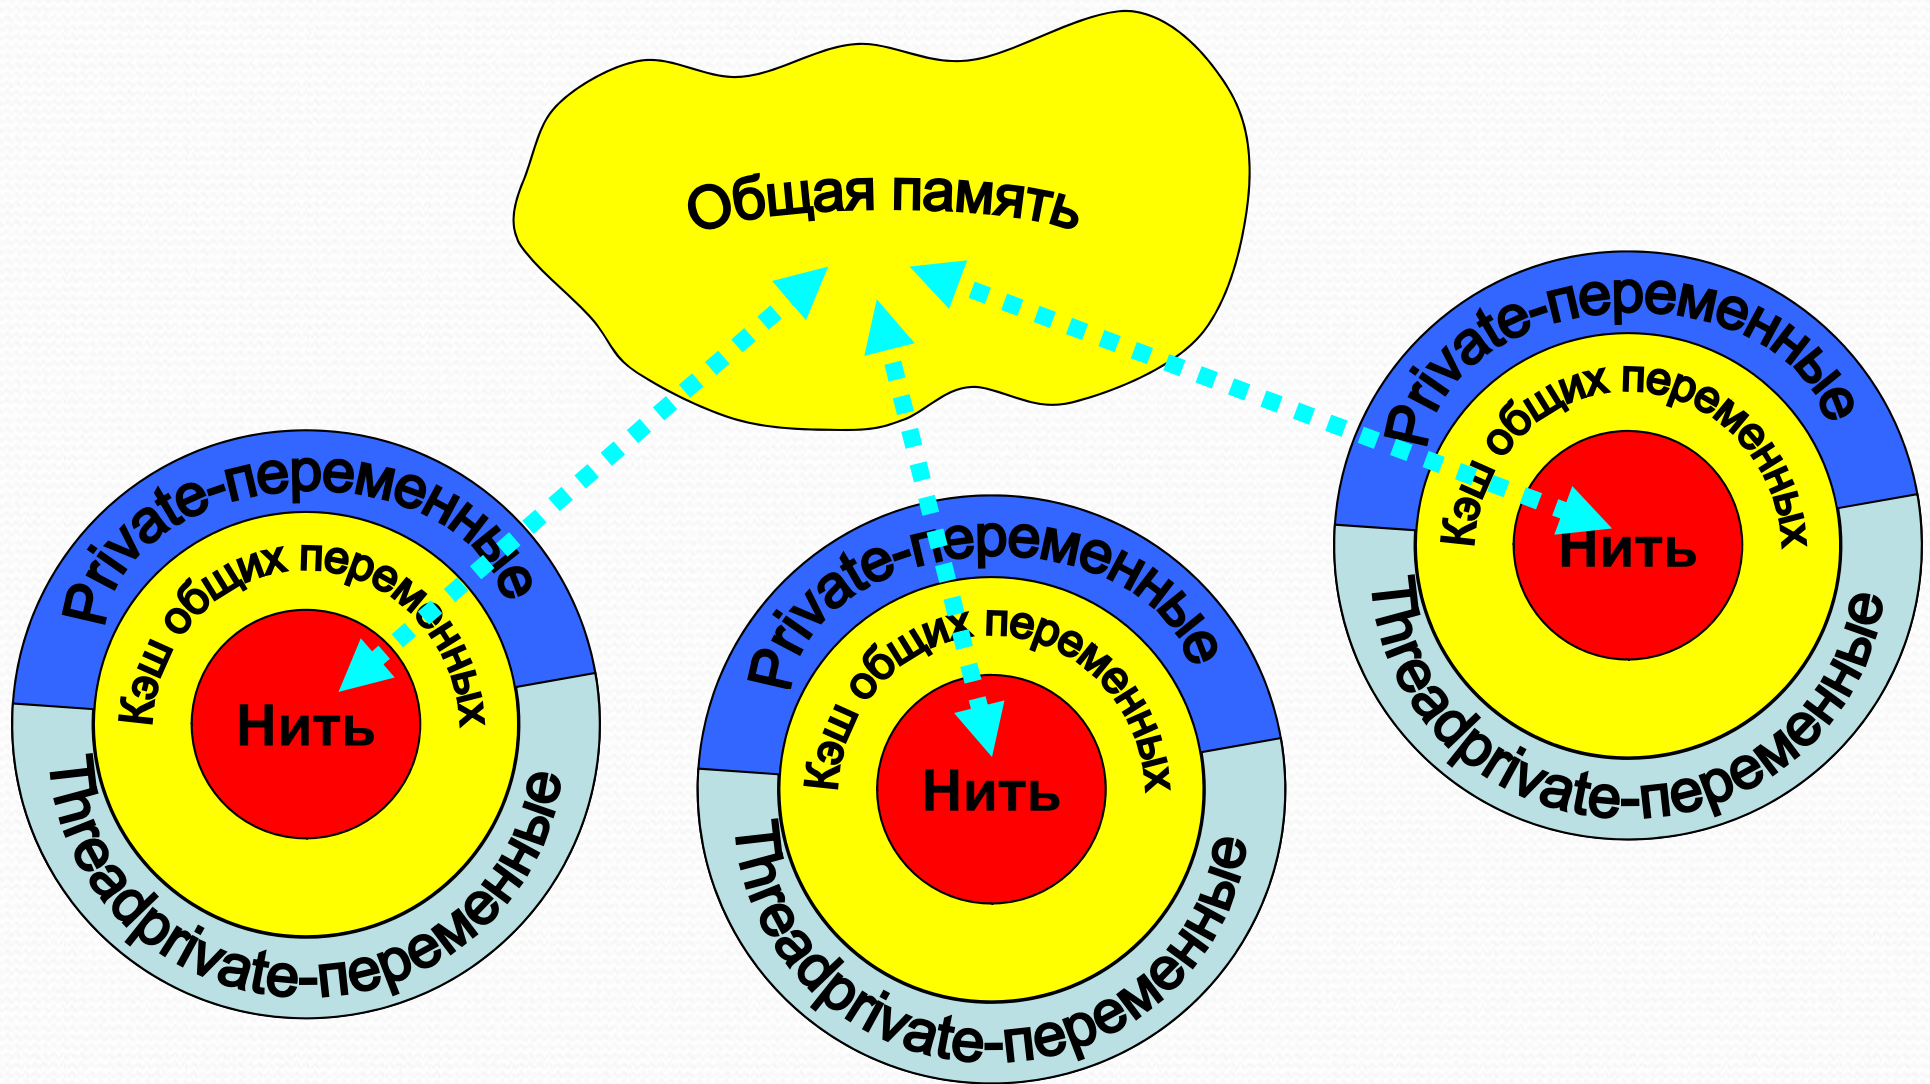 Общая память
Private-переменные
Кэш общих переменных
Нить
Threadprivate-переменные
Private-переменные
Кэш общих переменных
Нить
Threadprivate-переменные
Private-переменные
Кэш общих переменных
Нить
Threadprivate-переменные